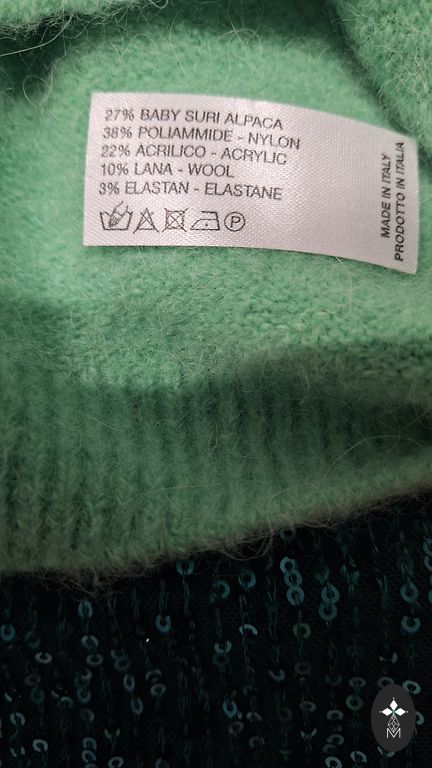 27% BABY SURI ALPACA
38% POLIAMMIDE - NYLON
22% ACRILICO - ACRYLIC
10% LANA - WOOL
3% ELASTAN - ELASTANE
P
MADE IN ITALY
PRODOTTO IN ITALIA
M